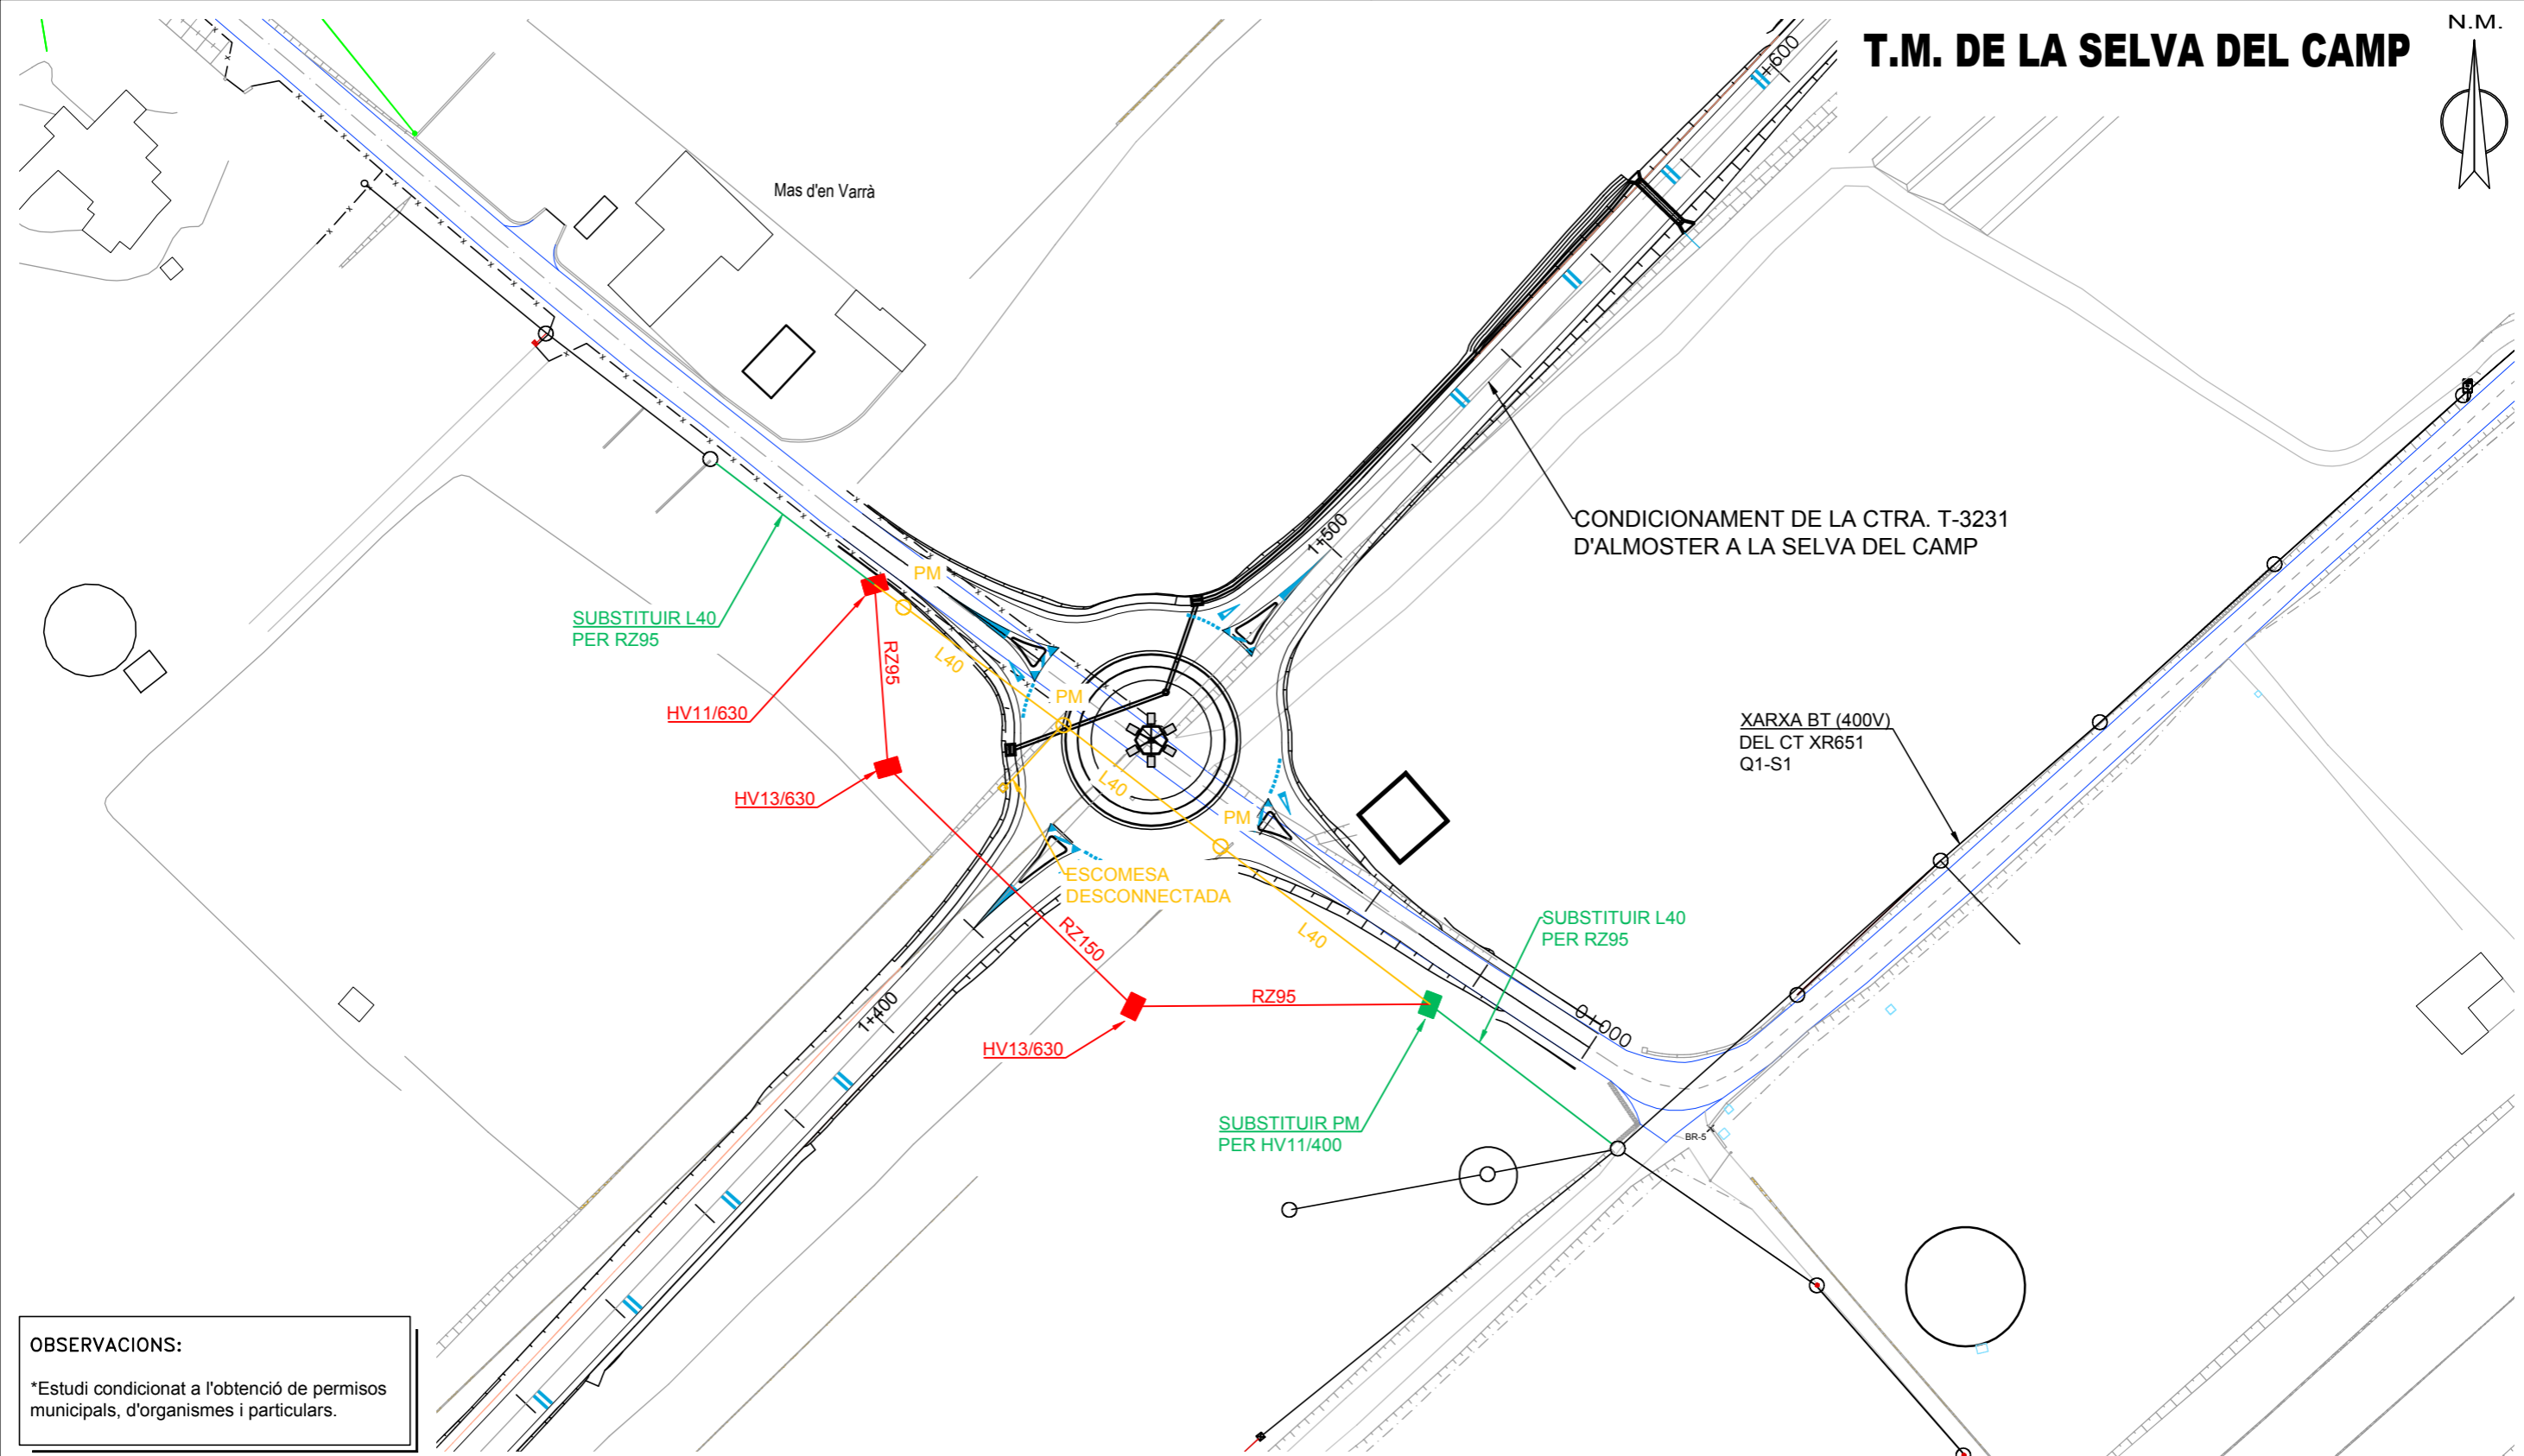 T.M. DE LA SELVA DEL CAMP
N.M.
1+600
Mas d'en Varrà
CONDICIONAMENT DE LA CTRA. T-3231
D'ALMOSTER A LA SELVA DEL CAMP
1+500
PM
SUBSTITUIR L40
PER RZ95
RZ95
L40
HV11/630
PM
XARXA BT (400V)
DEL CT XR651
Q1-S1
HV13/630
L40
PM
ESCOMESA
DESCONNECTADA
RZ150
L40
SUBSTITUIR L40
PER RZ95
RZ95
1+400
0+000
HV13/630
SUBSTITUIR PM
PER HV11/400
BR-5
OBSERVACIONS:
*Estudi condicionat a l'obtenció de permisos
municipals, d'organismes i particulars.